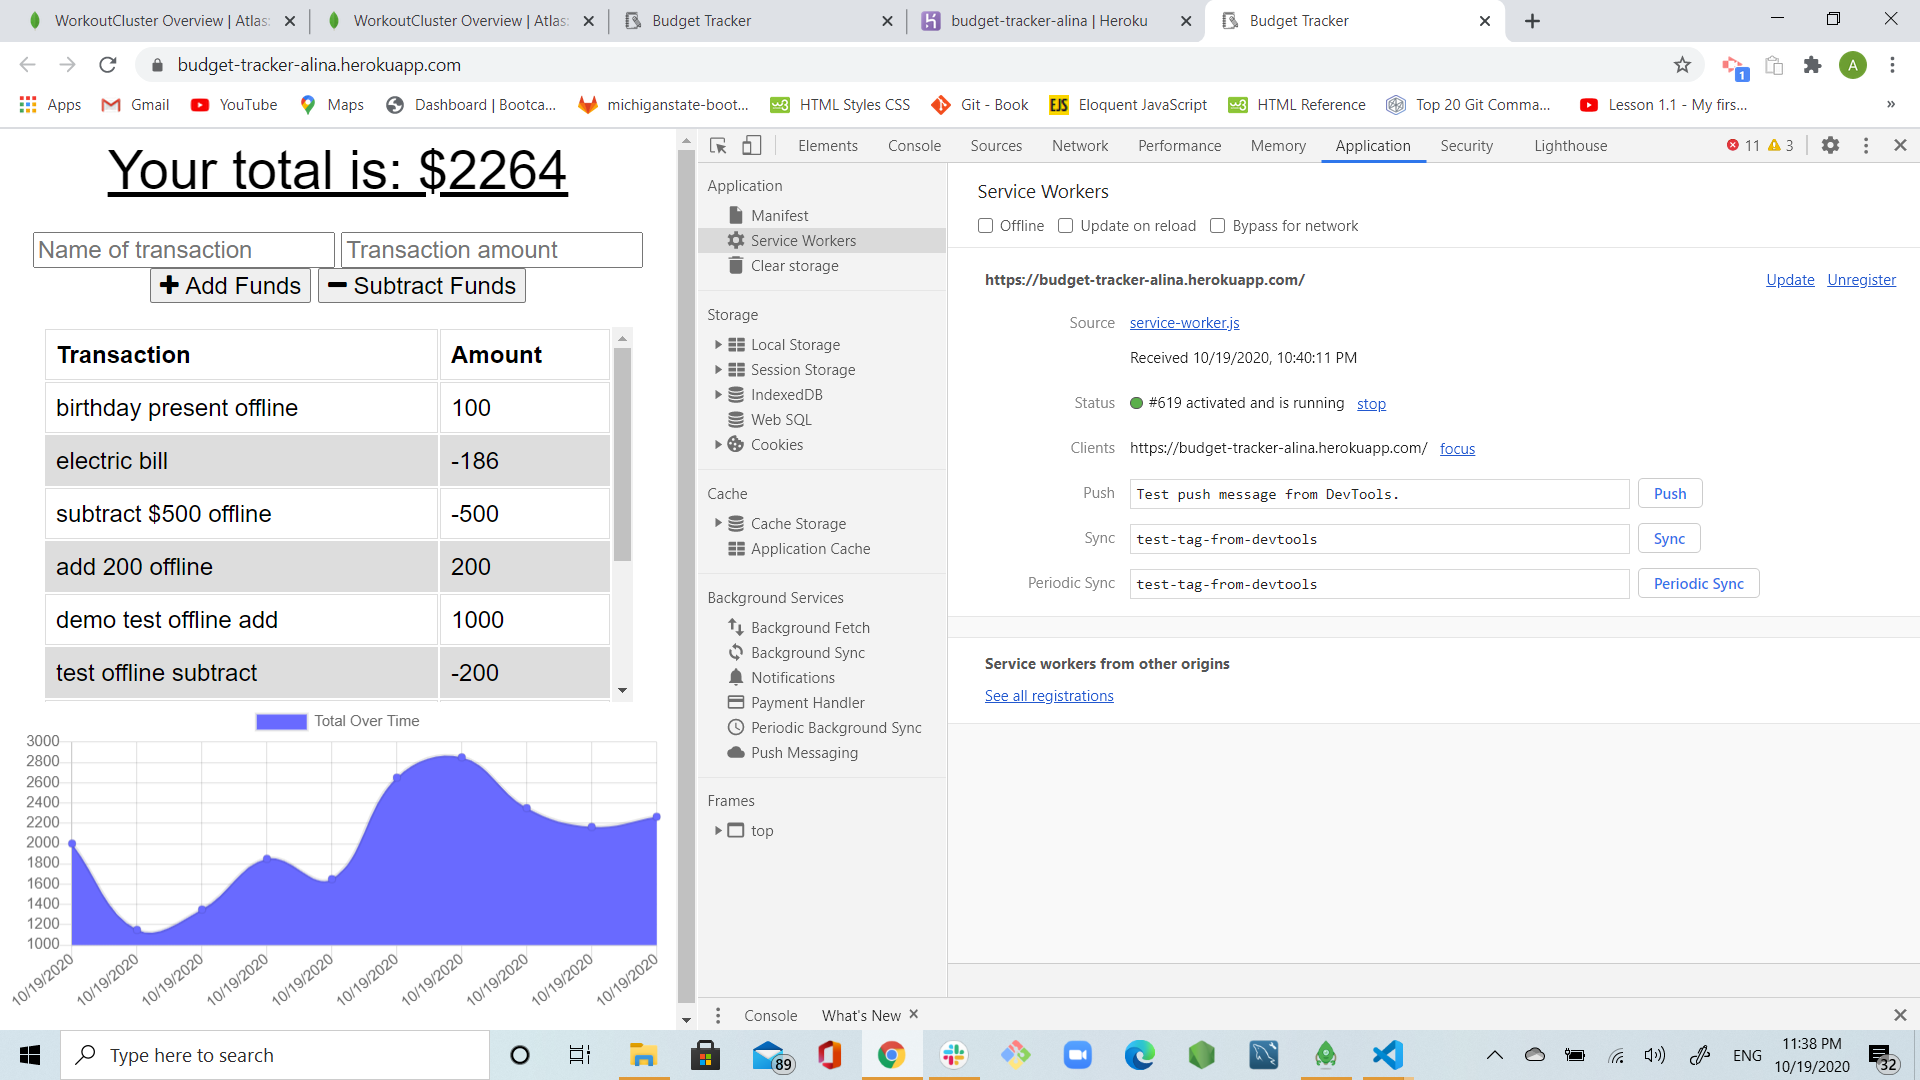 WorkoutCluster Overview | Atlas:
WorkoutCluster Overview | Atlas:
Budget Tracker
budget-tracker-alina | Heroku
Budget Tracker
budget-tracker-alina.herokuapp.com
1
A
Apps
Gmail
YouTube
Maps
Dashboard | Bootca...
michiganstate-boot...
HTML Styles CSS
Git - Book
EJS Eloquent JavaScript
HTML Reference
Top 20 Git Comma...
Lesson 1.1 - My firs...
»
Your total is: $2264
Name of transaction
Transaction amount
Add Funds
Subtract Funds
Transaction Amount
birthday present offline 100
electric bill -186
subtract $500 offline -500
add 200 offline 200
demo test offline add 1000
test offline subtract -200
Total Over Time
3000
2800
2600
2400
2200
2000
1800
1600
1400
1200
1000
10/19/2020
10/19/2020
10/19/2020
10/19/2020
10/19/2020
10/19/2020
10/19/2020
10/19/2020
10/19/2020
10/19/2020
Elements Console Sources Network Performance Memory Application Security Lighthouse
11 3
Application
Manifest
Service Workers
Clear storage
Storage
Local Storage
Session Storage
IndexedDB
Web SQL
Cookies
Cache
Cache Storage
Application Cache
Background Services
Background Fetch
Background Sync
Notifications
Payment Handler
Periodic Background Sync
Push Messaging
Frames
top
Service Workers
Offline Update on reload Bypass for network
https://budget-tracker-alina.herokuapp.com/ Update Unregister
Source service-worker.js
Received 10/19/2020, 10:40:11 PM
Status #619 activated and is running stop
Clients https://budget-tracker-alina.herokuapp.com/ focus
Push Test push message from DevTools. Push
Sync test-tag-from-devtools Sync
Periodic Sync test-tag-from-devtools Periodic Sync
Service workers from other origins
See all registrations
Console What's New
Type here to search
89
ENG
11:38 PM
10/19/2020
32